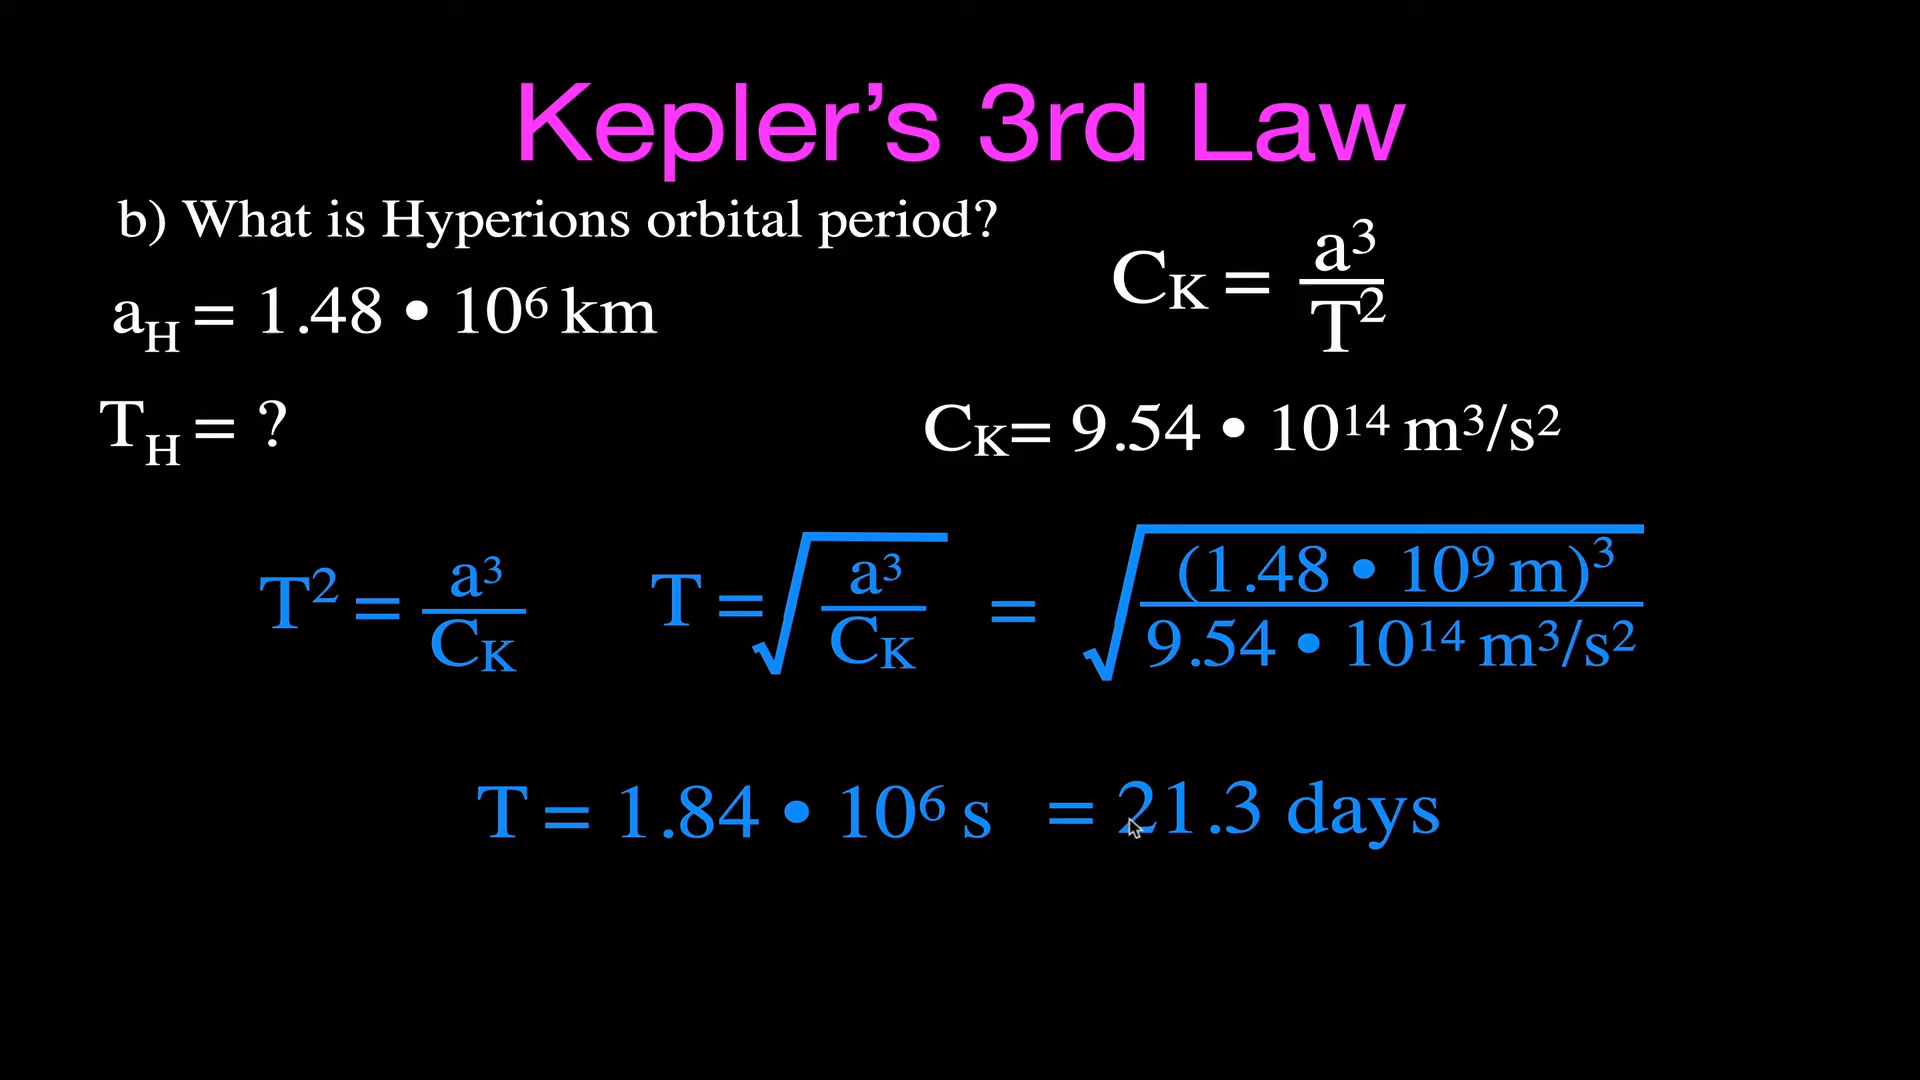 Kepler’s 3rd Law
b) What is Hyperions orbital period?
a_H = 1.48 • 10⁶ km
C_K = a³/T²
T_H = ?
C_K= 9.54 • 10¹⁴ m³/s²
T² = a³/C_K
T = √(a³/C_K) = √((1.48 • 10⁹ m)³/9.54 • 10¹⁴ m³/s²)
T = 1.84 • 10⁶ s = 21.3 days